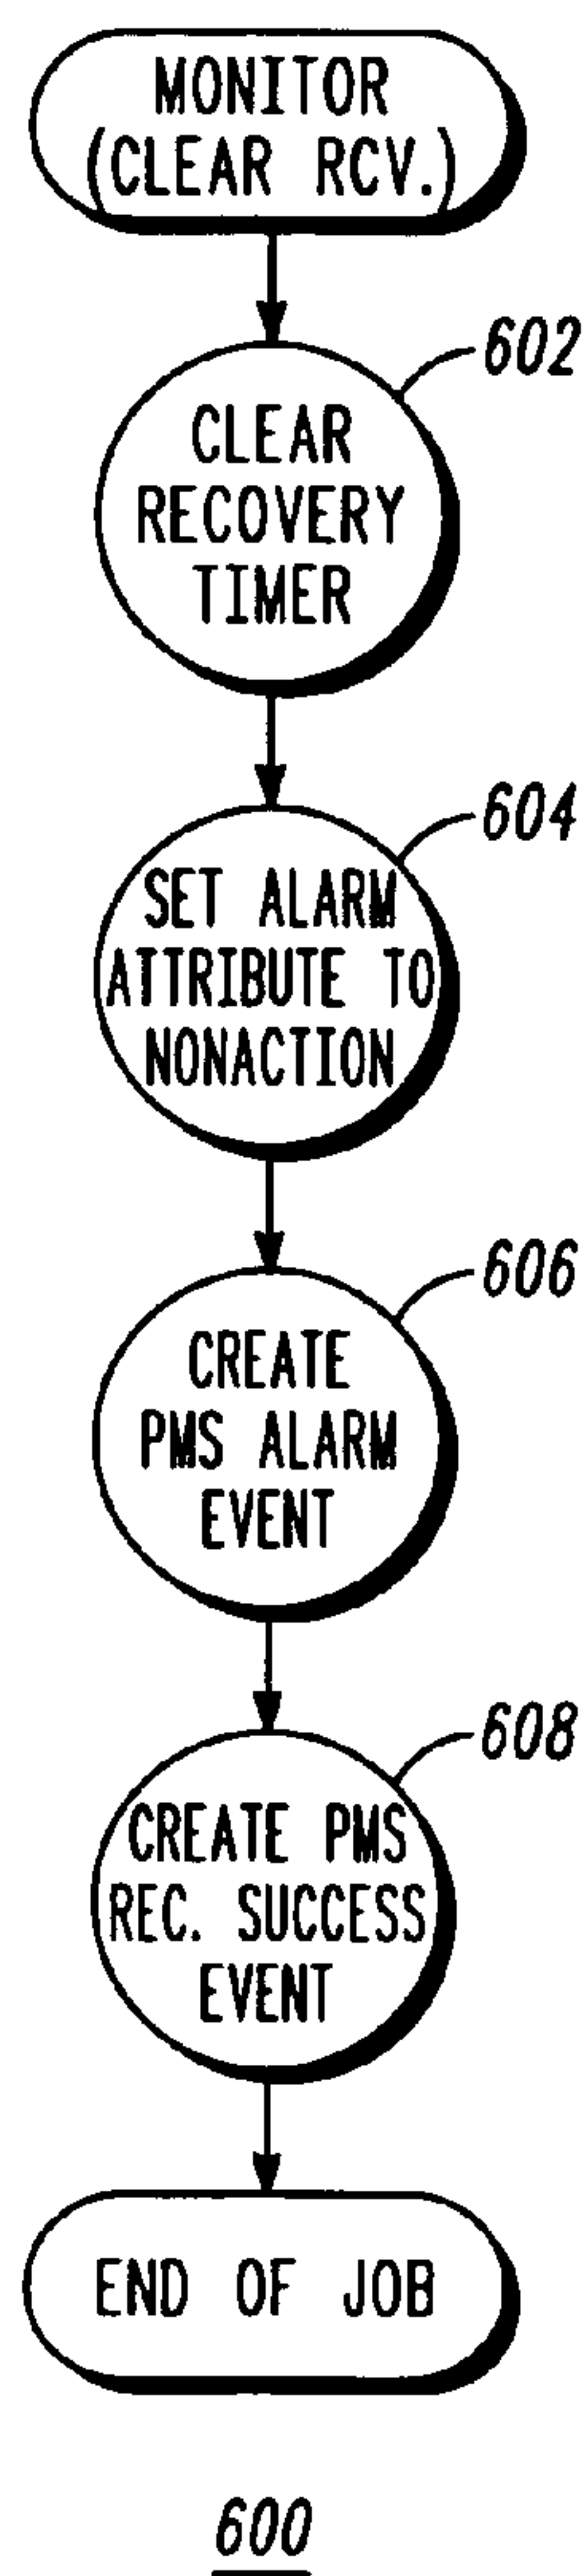 MONITOR
(CLEAR RCV.)
602
CLEAR
RECOVERY
TIMER
604
SET ALARM
ATTRIBUTE TO
NONACTION
606
CREATE
PMS ALARM
EVENT
608
CREATE PMS
REC. SUCCESS
EVENT
END OF JOB
600